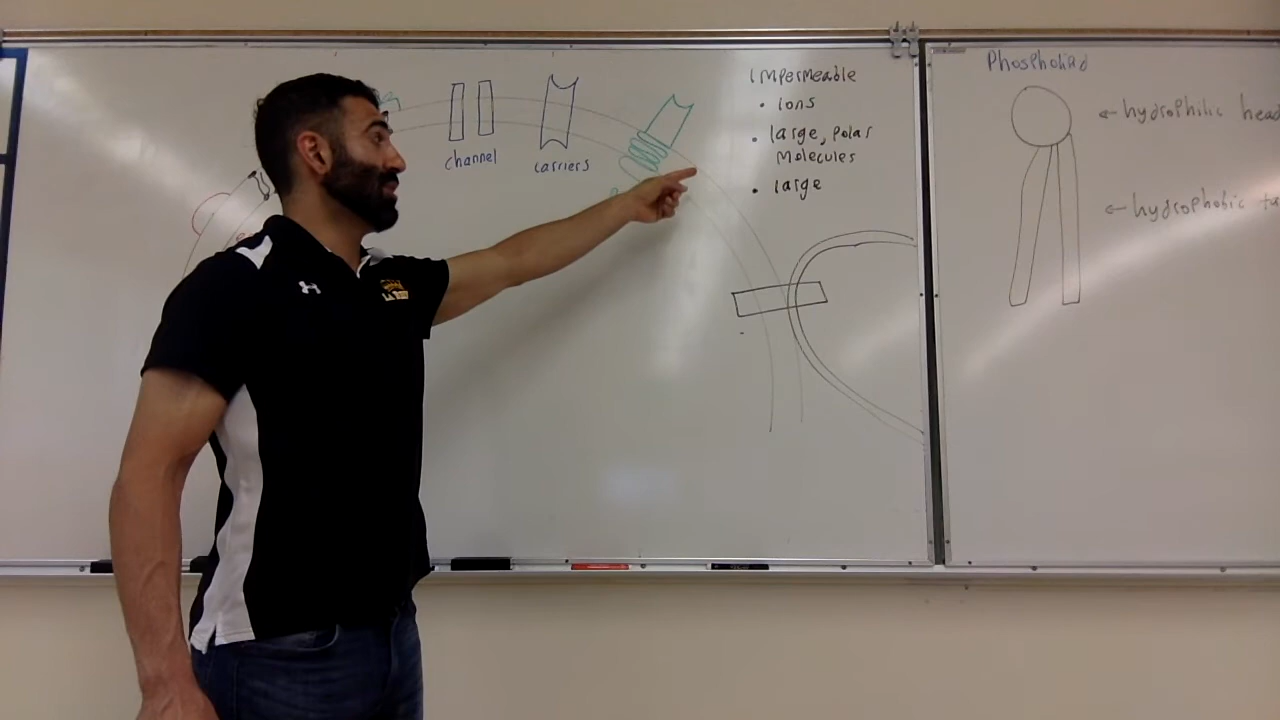 channel
carriers
Impermeable
• ions
• large, polar
molecules
• large
Phospholipid
← hydrophilic head
← hydrophobic ta